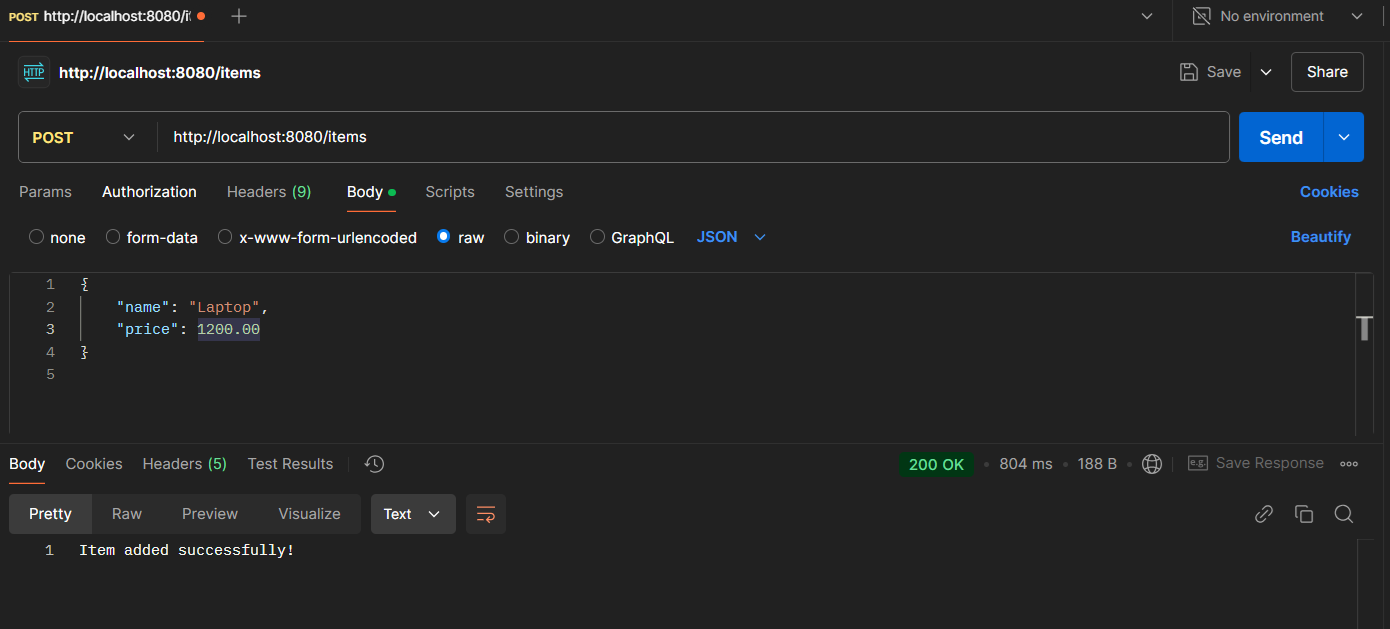 POST http://localhost:8080/i
No environment
HTTP http://localhost:8080/items
Save
Share
POST http://localhost:8080/items
Send
Params Authorization Headers (9) Body Scripts Settings Cookies
none form-data x-www-form-urlencoded raw binary GraphQL JSON Beautify
1 {
2 "name": "Laptop",
3 "price": 1200.00
4 }
5
Body Cookies Headers (5) Test Results 200 OK 804 ms 188 B e.g. Save Response
Pretty Raw Preview Visualize Text
1 Item added successfully!